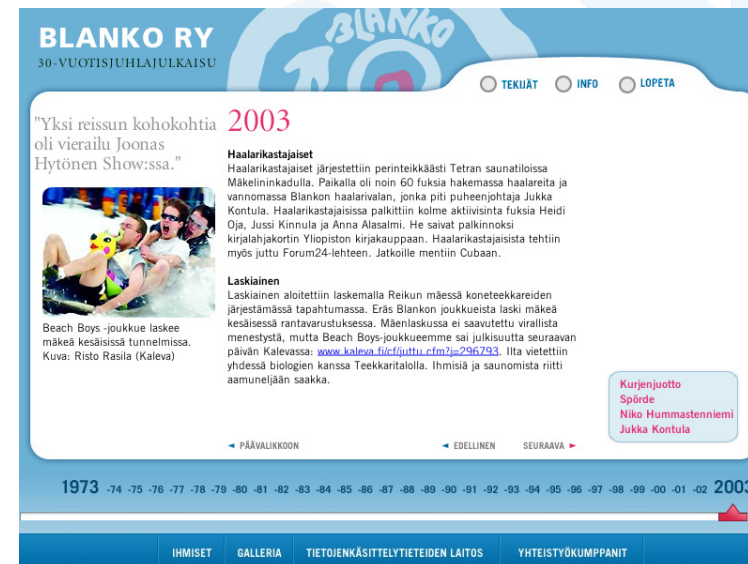 BLANKO RY
30-VUOTISJUHLAJULKAISU
BLANKO
TEKIJÄT
INFO
LOPETA
"Yksi reissun kohokohtia
oli vierailu Joonas
Hytönen Show:ssa."
Beach Boys -joukkue laskee
mäkeä kesäisissä tunnelmissa.
Kuva: Risto Rasila (Kaleva)
2003
Haalarikastajaiset
Haalarikastajaiset järjestettiin perinteikkäästi Tetran saunatiloissa
Mäkelininkadulla. Paikalla oli noin 60 fuksia hakemassa haalareita ja
vannomassa Blankon haalarivalan, jonka piti puheenjohtaja Jukka
Kontula. Haalarikastajaisissa palkittiin kolme aktiivisinta fuksia Heidi
Oja, Jussi Kinnula ja Anna Alasalmi. He saivat palkinnoksi
kirjalahjakortin Yliopiston kirjakauppaan. Haalarikastajaisista tehtiin
myös juttu Forum24-lehteen. Jatkoille mentiin Cubaan.
Laskiainen
Laskiainen aloitettiin laskemalla Reikun mäessä koneteekkareiden
järjestämässä tapahtumassa. Eräs Blankon joukkueista laski mäkeä
kesäisessä rantavarustuksessa. Mäenlaskussa ei saavutettu virallista
menestystä, mutta Beach Boys-joukkueemme sai julkisuutta seuraavan
päivän Kalevassa: www.kaleva.fi/cf/juttu.cfm?j=296793. Ilta vietettiin
yhdessä biologien kanssa Teekkaritalolla. Ihmisiä ja saunomista riitti
aamuneljään saakka.
Kurjenjuotto
Spörde
Niko Hummastenniemi
Jukka Kontula
PÄÄVALIKKOON
EDELLINEN
SEURAAVA
1973 -74 -75 -76 -77 -78 -79 -80 -81 -82 -83 -84 -85 -86 -87 -88 -89 -90 -91 -92 -93 -94 -95 -96 -97 -98 -99 -00 -01 -02 2003
IHMISET
GALLERIA
TIETOJENKÄSITTELYTIETEIDEN LAITOS
YHTEISTYÖKUMPPANIT